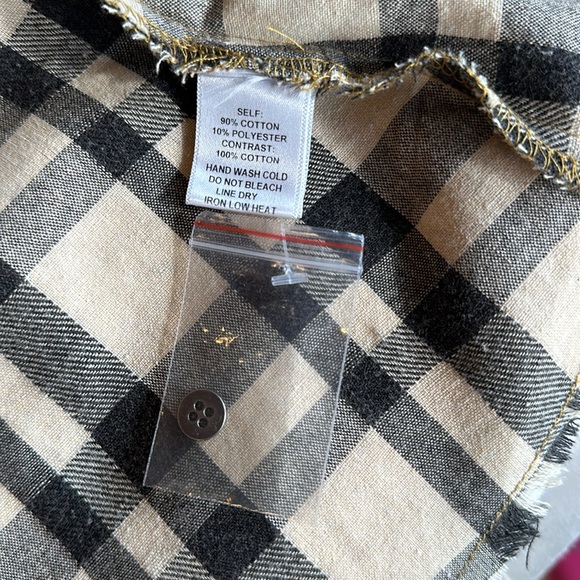 SELF:
90% COTTON
10% POLYESTER
CONTRAST:
100% COTTON
HAND WASH COLD
DO NOT BLEACH
LINE DRY
IRON LOW HEAT